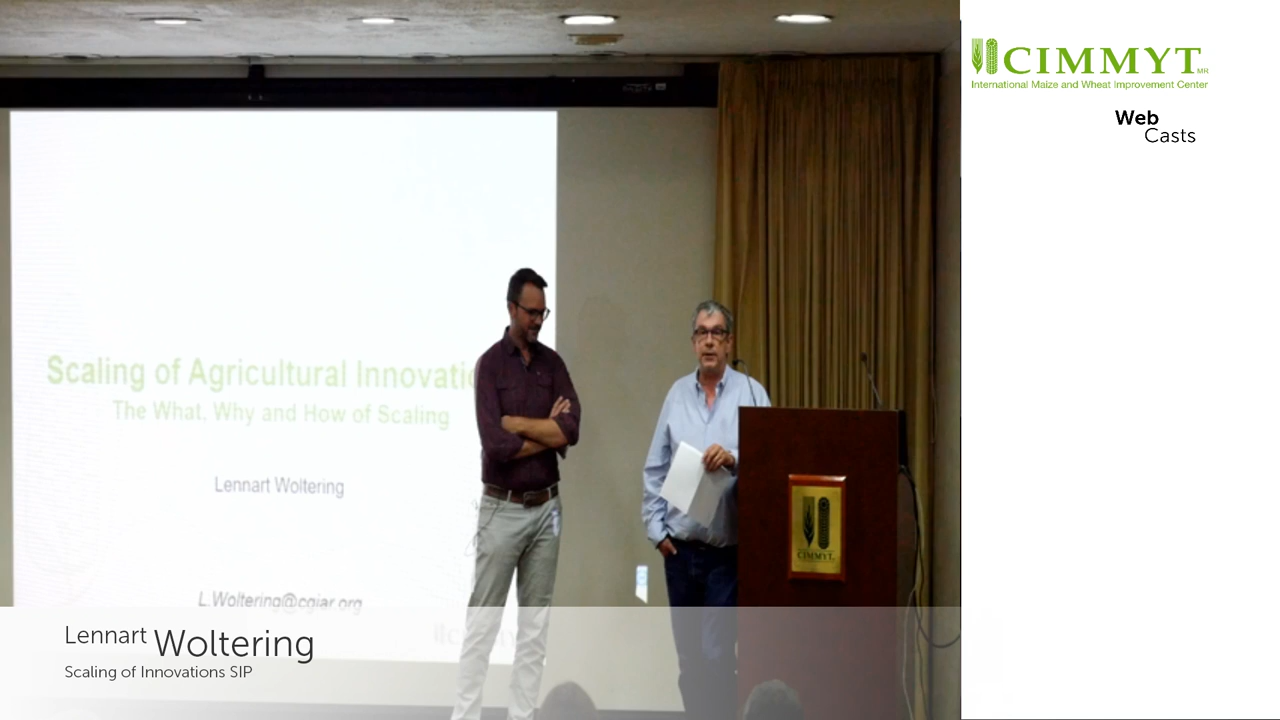 CIMMYT MR
International Maize and Wheat Improvement Center
Web
Casts
Scaling of Agricultural Innovatio
The What, Why and How of Scaling
Lennart Woltering
L.Woltering@cgiar.org
CIMMYT
Lennart Woltering
Scaling of Innovations SIP